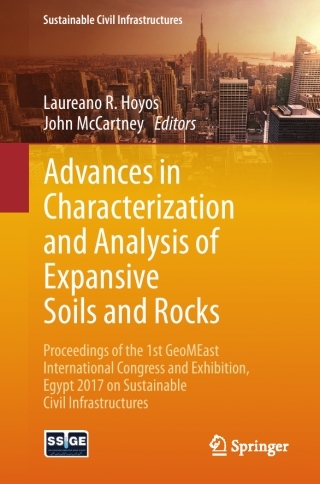 Sustainable Civil Infrastructures
Laureano R. Hoyos
John McCartney Editors
Advances in
Characterization
and Analysis of
Expansive
Soils and Rocks
Proceedings of the 1st GeoMEast
International Congress and Exhibition,
Egypt 2017 on Sustainable
Civil Infrastructures
SSIGE
Springer